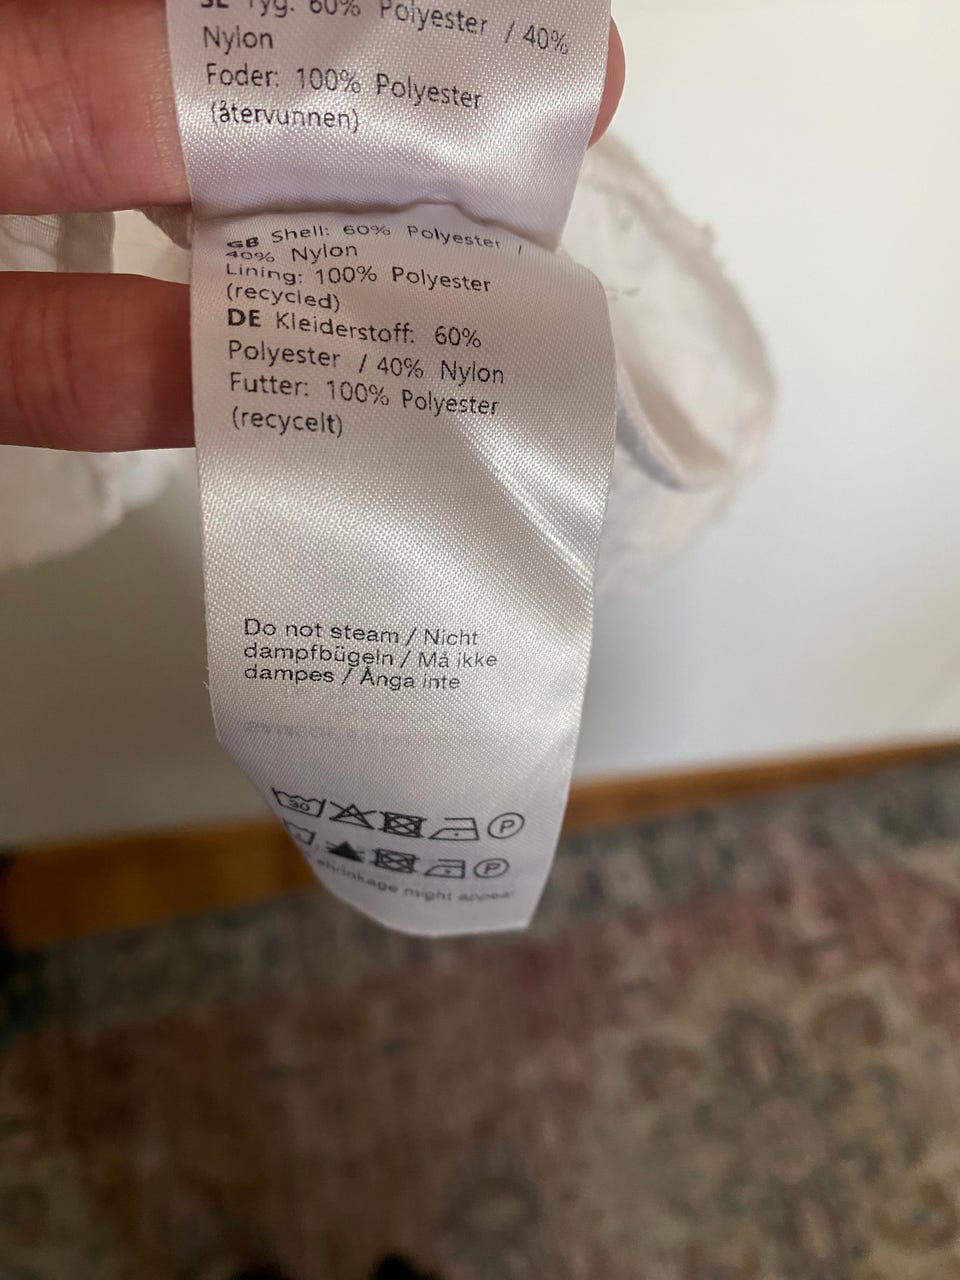 Tyg: 60% Polyester / 40%
Nylon
Foder: 100% Polyester
(återvunnen)
GB Shell: 60% Polyester /
40% Nylon
Lining: 100% Polyester
(recycled)
DE Kleiderstoff: 60%
Polyester / 40% Nylon
Futter: 100% Polyester
(recycelt)
Do not steam / Nicht
dampfbügeln / Må ikke
dampes / Ånga inte
30 P
P
shrinkage might appear